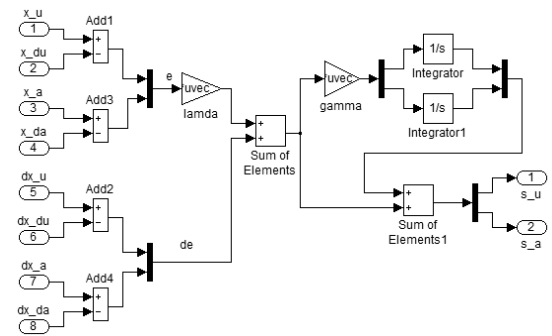 x_u
1
x_du
2
Add1
+
−
x_a
3
x_da
4
Add3
+
−
e
*uvec
lamda
dx_u
5
dx_du
6
Add2
+
−
dx_a
7
dx_da
8
Add4
+
−
de
+
+
Sum of
Elements
*uvec
gamma
1/s
Integrator
1/s
Integrator1
+
+
Sum of
Elements1
1
s_u
2
s_a